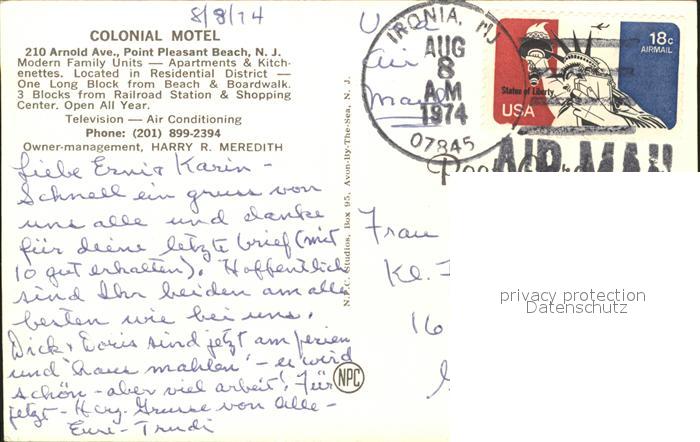 8/8/74
COLONIAL MOTEL
210 Arnold Ave., Point Pleasant Beach, N. J.
Modern Family Units — Apartments & Kitch-
enettes. Located in Residential District —
One Long Block from Beach & Boardwalk.
3 Blocks from Railroad Station & Shopping
Center. Open All Year.
Television — Air Conditioning
Phone: (201) 899-2394
Owner-management, HARRY R. MEREDITH
Liebe Erni + Karin –
Schnell ein gruss von
uns alle und danke
für deine letzte brief (mit
10 gut erhalten). Hoffentlich
sind Ihr beiden am alle
besten wie bei uns.
Dick + Doris sind jetzt am ferien
und "haus mahlen" – es wird
schön – aber viel arbeit! Für
jetzt – Herz. Grusse von Alle –
Eure – Trudi
N.P.C. Studios, Box 95, Avon-By-The-Sea, N. J.
NPC
Via
Air
Mail
IRONIA, NJ
AUG
8
AM
1974
07845
18c
AIRMAIL
Statue of Liberty
USA
AIR MAIL
Post
Frau
Kl.
16
privacy protection
Datenschutz